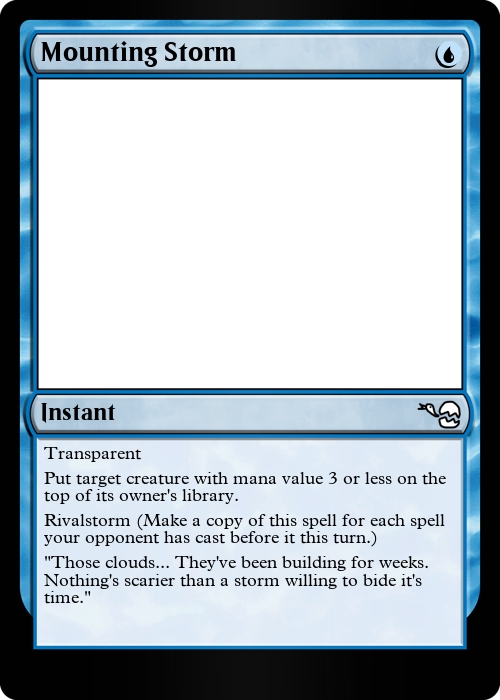 Mounting Storm
Instant
Transparent
Put target creature with mana value 3 or less on the
top of its owner's library.
Rivalstorm (Make a copy of this spell for each spell
your opponent has cast before it this turn.)
"Those clouds... They've been building for weeks.
Nothing's scarier than a storm willing to bide it's
time."